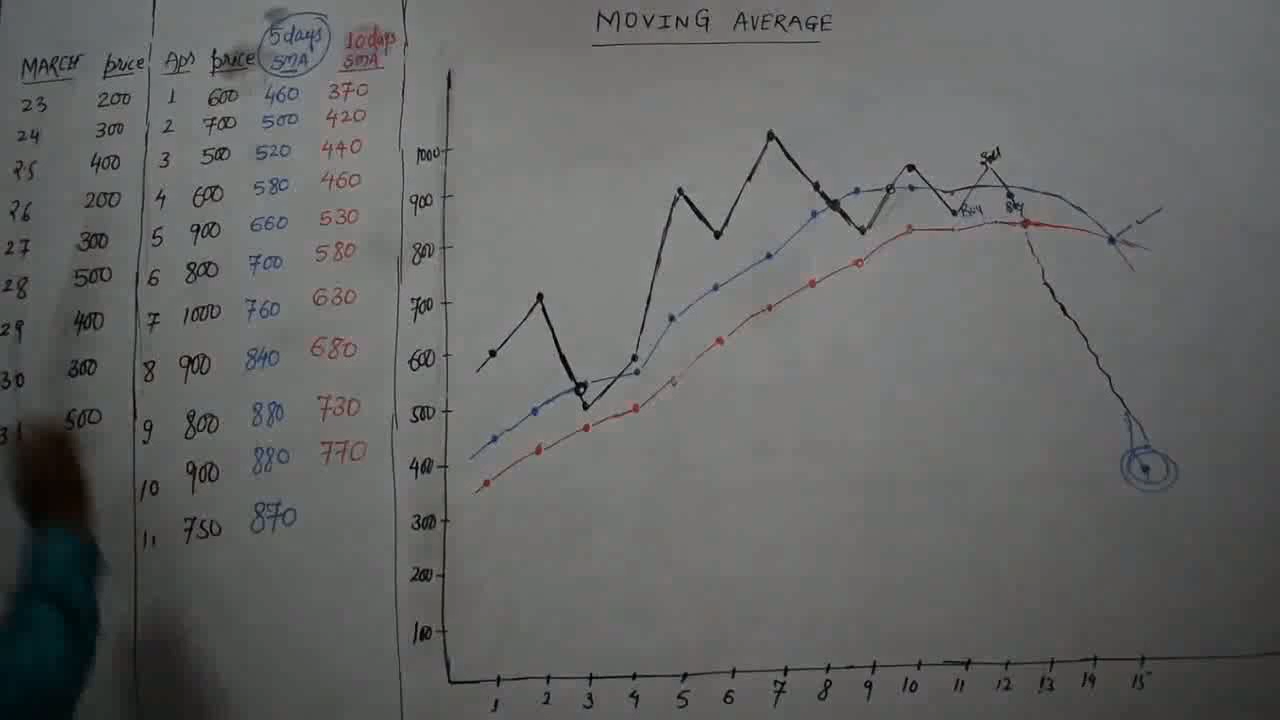 MOVING AVERAGE
MARCH price
23 200
24 300
25 400
26 200
27 300
28 500
29 400
30 300
31 500
Apr price 5 days SMA 10 days SMA
1 600 460 370
2 700 500 420
3 500 520 440
4 600 580 460
5 900 660 530
6 800 700 580
7 1000 760 630
8 900 840 680
9 800 880 730
10 900 880 770
11 750 870
1000
900
800
700
600
500
400
300
200
100
Sell
Buy
1 2 3 4 5 6 7 8 9 10 11 12 13 14 15